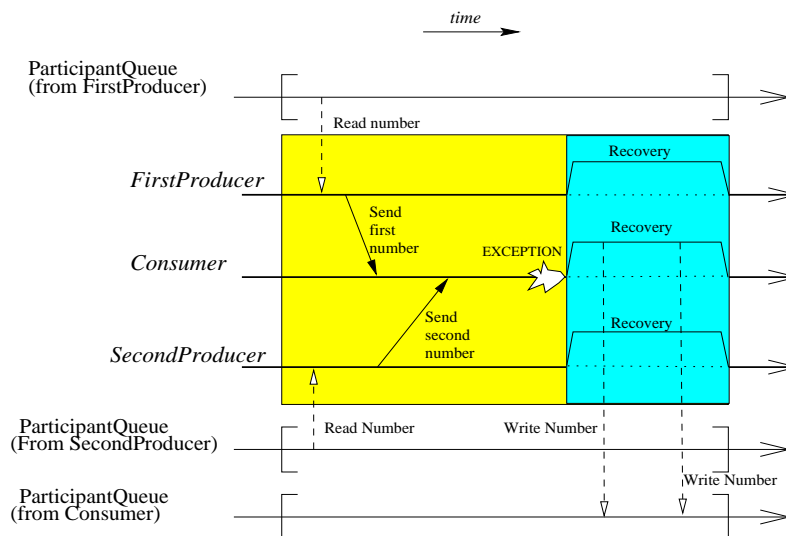 time
ParticipantQueue
(from FirstProducer)
Read number
Recovery
FirstProducer
Send
first
number
Recovery
EXCEPTION
Consumer
Send
second
number
Recovery
SecondProducer
ParticipantQueue
(From SecondProducer)
Read Number
Write Number
Write Number
ParticipantQueue
(from Consumer)